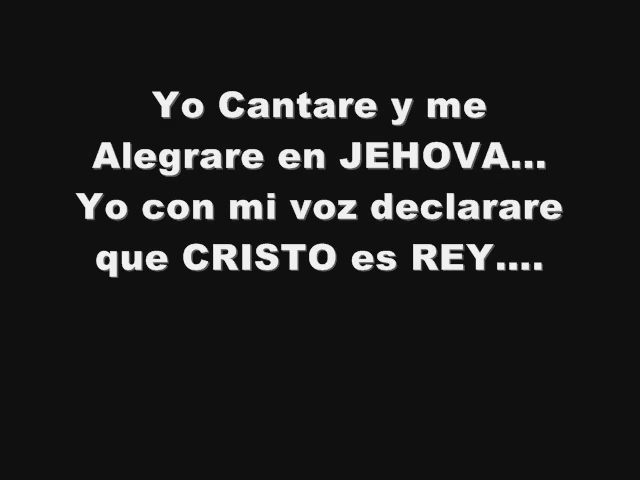 Yo Cantare y me
Alegrare en JEHOVA...
Yo con mi voz declarare
que CRISTO es REY....